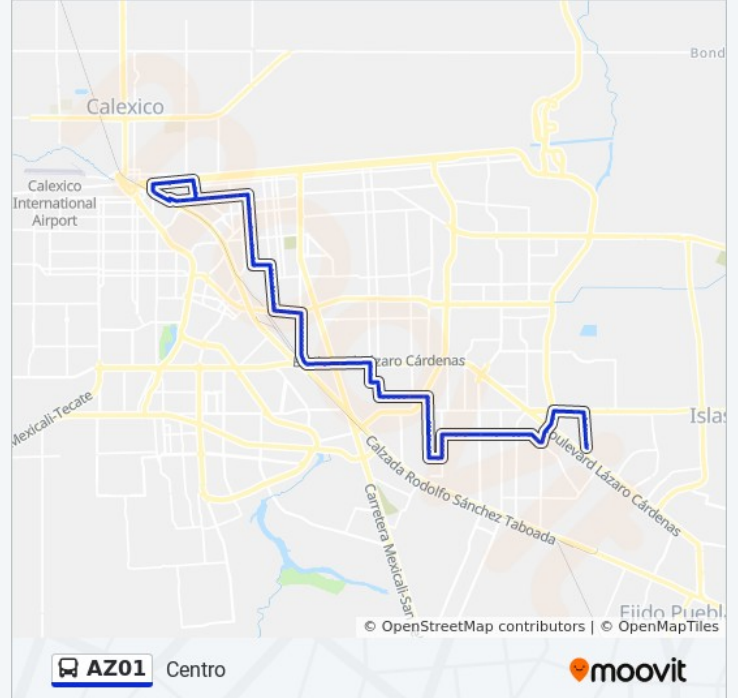 Bond
Calexico
Calexico
International
Airport
Lázaro Cárdenas
Mexicali-Tecate
Islas
Boulevard Lázaro Cárdenas
Calzada Rodolfo Sánchez Taboada
Carretera Mexicali-San
Ejido Puebl
© OpenStreetMap contributors | © OpenMapTiles
AZ01 Centro
moovit